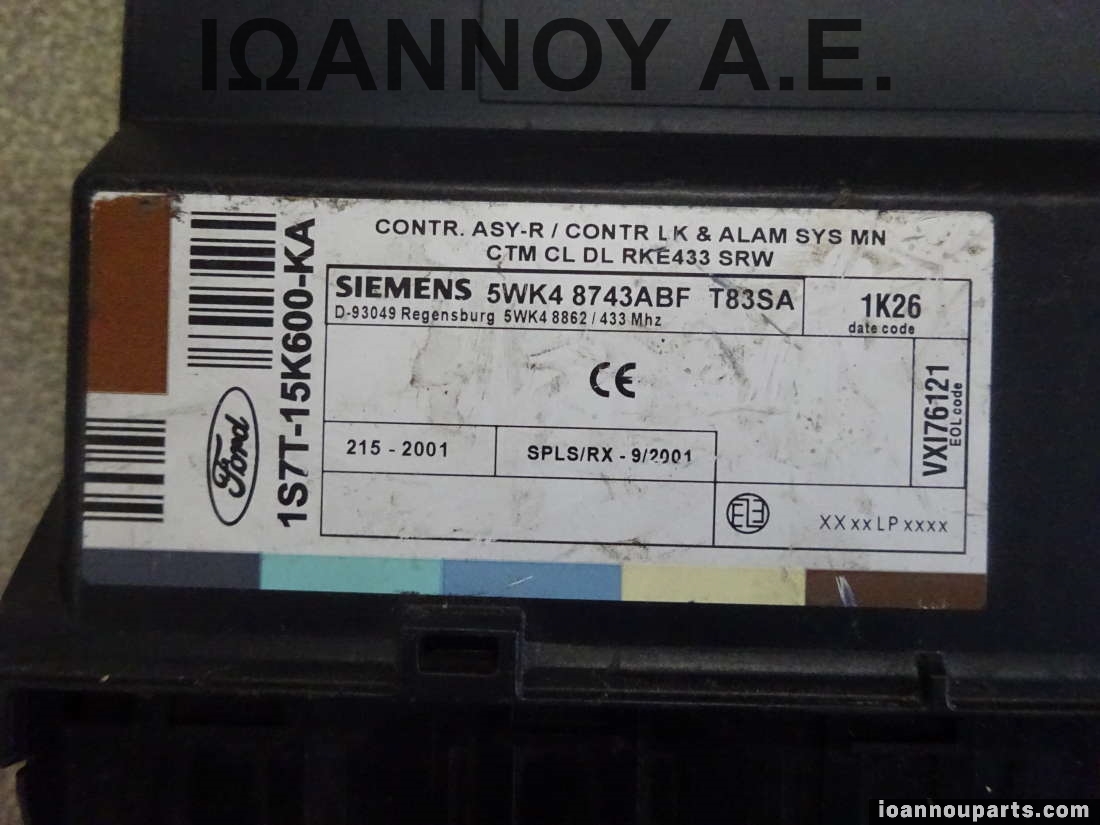 ΙΩΑΝΝΟΥ Α.Ε.
CONTR. ASY-R / CONTR LK & ALAM SYS MN
CTM CL DL RKE433 SRW
SIEMENS 5WK4 8743ABF T83SA
D-93049 Regensburg 5WK4 8862 / 433 Mhz
1K26
date code
CE
VXI76121
EOL code
215 - 2001
SPLS/RX - 9/2001
XXxxLPxxxx
Ford
1S7T-15K600-KA
ioannouparts.com